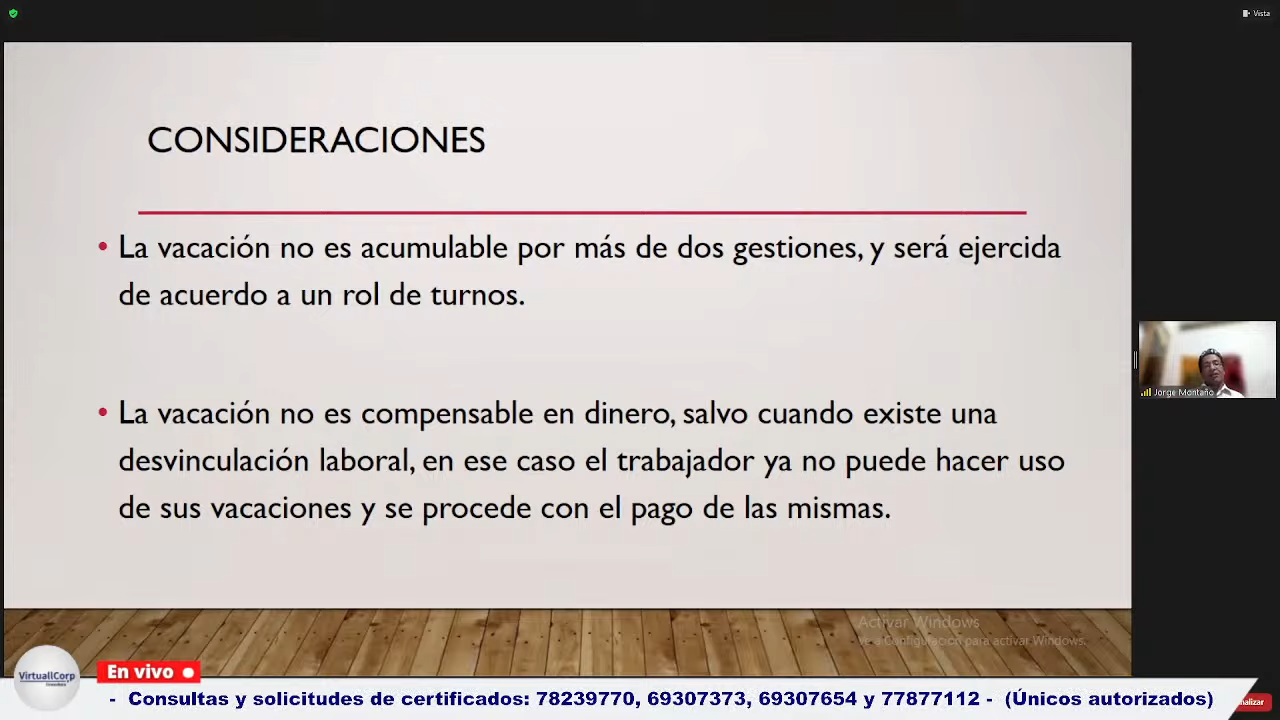 Vista
CONSIDERACIONES
• La vacación no es acumulable por más de dos gestiones, y será ejercida
de acuerdo a un rol de turnos.
• La vacación no es compensable en dinero, salvo cuando existe una
desvinculación laboral, en ese caso el trabajador ya no puede hacer uso
de sus vacaciones y se procede con el pago de las mismas.
Jorge Montaño
Activar Windows
Ve a Configuración para activar Windows.
VirtuallCorp
En vivo
- Consultas y solicitudes de certificados: 78239770, 69307373, 69307654 y 77877112 - (Únicos autorizados)